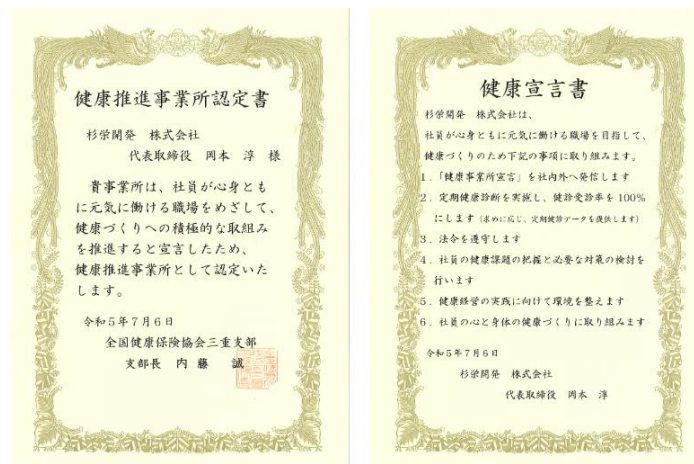 健康推進事業所認定書
杉栄開発　株式会社
代表取締役　岡本　淳　様
貴事業所は、社員が心身とも
に元気に働ける職場をめざして、
健康づくりへの積極的な取組み
を推進すると宣言したため、
健康推進事業所として認定いた
します。
令和5年7月6日
全国健康保険協会三重支部
支部長　内　藤　誠
健康宣言書
杉栄開発　株式会社は、
社員が心身ともに元気に働ける職場を目指して、
健康づくりのため下記の事項に取り組みます。
1．「健康事業所宣言」を社内外へ発信します
2．定期健康診断を実施し、健診受診率を100%
にします（求めに応じ、定期健診データを提供します）
3．法令を遵守します
4．社員の健康課題の把握と必要な対策の検討を
行います
5．健康経営の実践に向けて環境を整えます
6．社員の心と身体の健康づくりに取り組みます
令和5年7月6日
杉栄開発　株式会社
代表取締役　岡本　淳